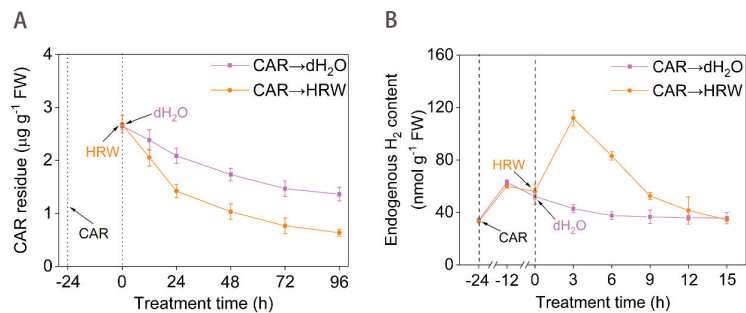 A
CAR residue (μg g⁻¹ FW)
4
3
2
1
0
CAR→dH₂O
CAR→HRW
dH₂O
HRW
CAR
-24 0 24 48 72 96
Treatment time (h)
B
Endogenous H₂ content
(nmol g⁻¹ FW)
160
120
80
40
0
CAR→dH₂O
CAR→HRW
HRW
CAR
dH₂O
-24 -12 0 3 6 9 12 15
Treatment time (h)